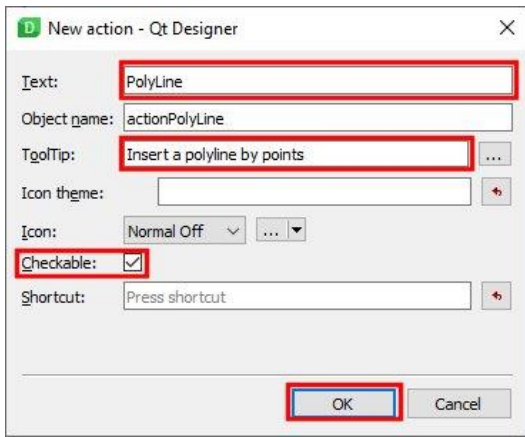 New action - Qt Designer
Text: PolyLine
Object name: actionPolyLine
ToolTip: Insert a polyline by points ...
Icon theme:
Icon: Normal Off ...
Checkable:
Shortcut: Press shortcut
OK Cancel